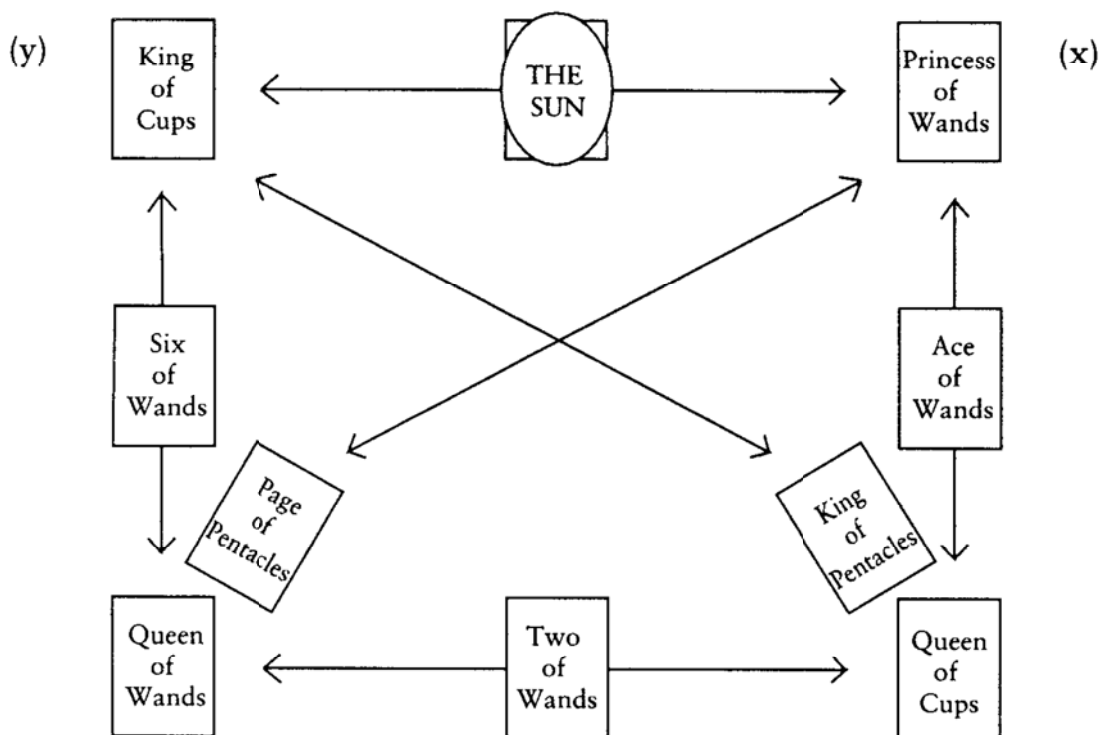 (y)
King
of
Cups
THE
SUN
Princess
of
Wands
(x)
Six
of
Wands
Ace
of
Wands
Page
of
Pentacles
King
of
Pentacles
Queen
of
Wands
Two
of
Wands
Queen
of
Cups